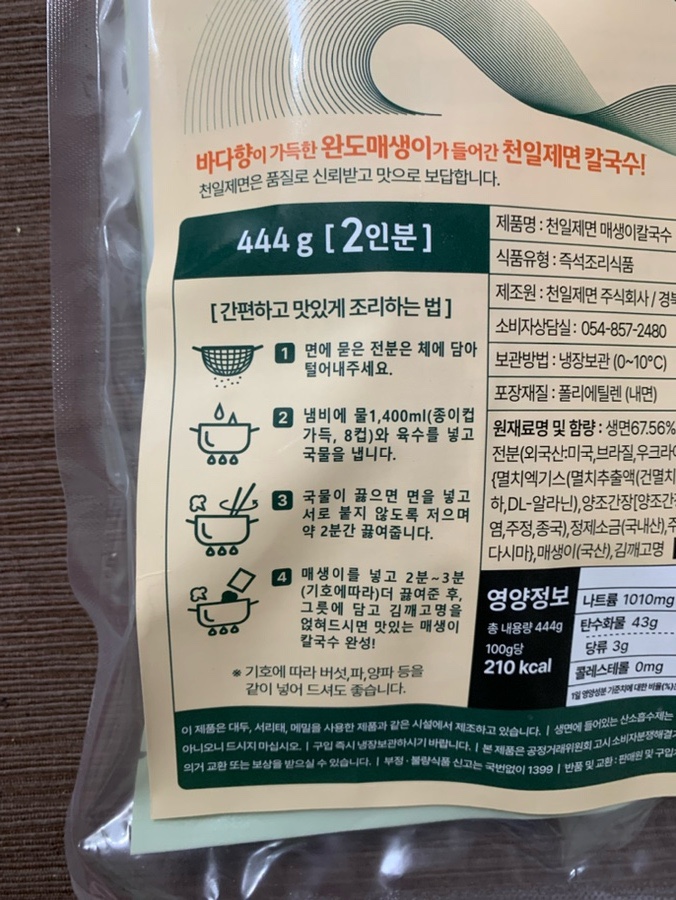 바다향이 가득한 완도매생이가 들어간 천일제면 칼국수!
천일제면은 품질로 신뢰받고 맛으로 보답합니다.
444 g [ 2인분 ]
[ 간편하고 맛있게 조리하는 법 ]
1 면에 묻은 전분은 체에 담아
털어내주세요.
2 냄비에 물1,400ml(종이컵
가득, 8컵)와 육수를 넣고
국물을 냅니다.
3 국물이 끓으면 면을 넣고
서로 붙지 않도록 저으며
약 2분간 끓여줍니다.
4 매생이를 넣고 2분~3분
(기호에따라)더 끓여준 후,
그릇에 담고 김깨고명을
얹혀드시면 맛있는 매생이
칼국수 완성!
※ 기호에 따라 버섯,파,양파 등을
같이 넣어 드셔도 좋습니다.
제품명 : 천일제면 매생이칼국수
식품유형 : 즉석조리식품
제조원 : 천일제면 주식회사 / 경북
소비자상담실 : 054-857-2480
보관방법 : 냉장보관 (0~10℃)
포장재질 : 폴리에틸렌 (내면)
원재료명 및 함량 : 생면67.56%
전분(외국산:미국,브라질,우크라이
{멸치엑기스(멸치추출액(건멸치
하,DL-알라닌),양조간장[양조간
염,주정,종국),정제소금(국내산),주
다시마},매생이(국산),김깨고명
영양정보
총 내용량 444g
100g당
210 kcal
나트륨 1010mg
탄수화물 43g
당류 3g
콜레스테롤 0mg
1일 영양성분 기준치에 대한 비율(%)은
이 제품은 대두, 서리태, 메밀을 사용한 제품과 같은 시설에서 제조하고 있습니다. | 생면에 들어있는 산소흡수제는
아니오니 드시지 마십시오. | 구입 즉시 냉장보관하시기 바랍니다. | 본 제품은 공정거래위원회 고시 소비자분쟁해결기
의거 교환 또는 보상을 받으실 수 있습니다. | 부정·불량식품 신고는 국번없이 1399 | 반품 및 교환 : 판매원 및 구입